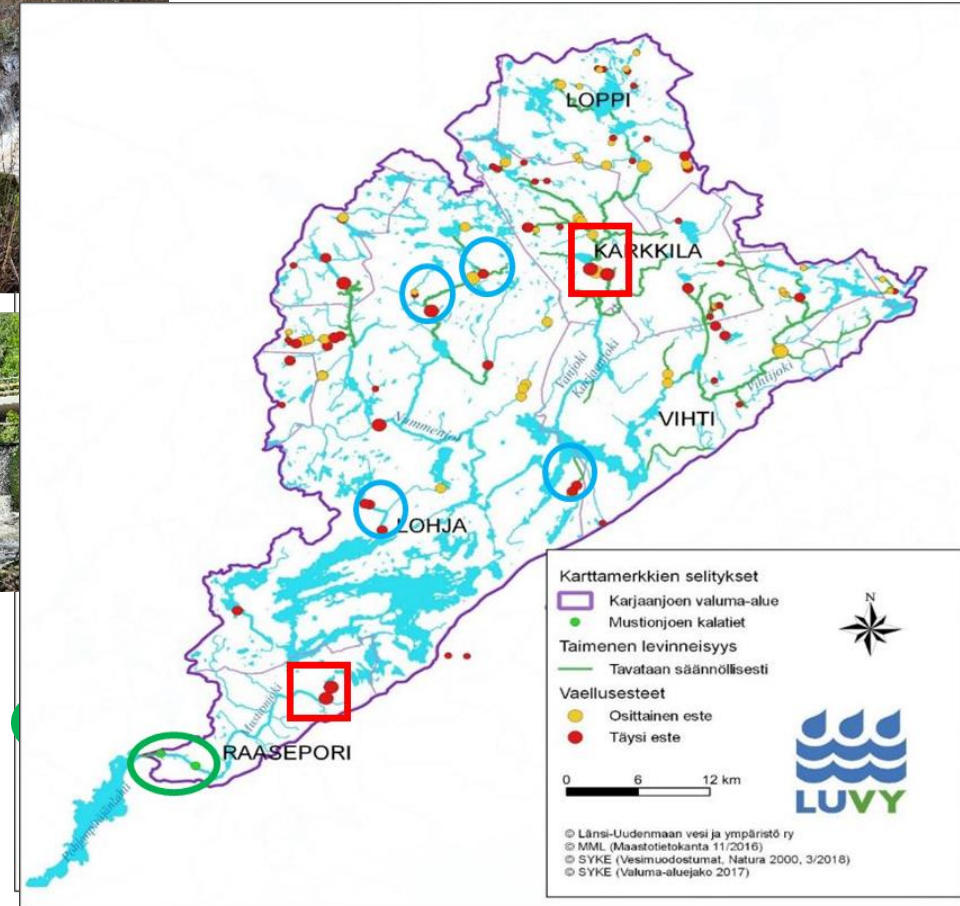 LOPPI
KARKKILA
Vanjoki
Karjaanjoki
Vihtijoki
VIHTI
Nummenjoki
LOHJA
Mustionjoki
RAASEPORI
Pohjanpitäjänlahti
Karttamerkkien selitykset
Karjaanjoen valuma-alue
Mustionjoen kalatiet
Taimenen levinneisyys
Tavataan säännöllisesti
Vaellusesteet
Osittainen este
Täysi este
N
0 6 12 km
LUVY
© Länsi-Uudenmaan vesi ja ympäristö ry
© MML (Maastotietokanta 11/2016)
© SYKE (Vesimuodostumat, Natura 2000, 3/2018)
© SYKE (Valuma-aluejako 2017)